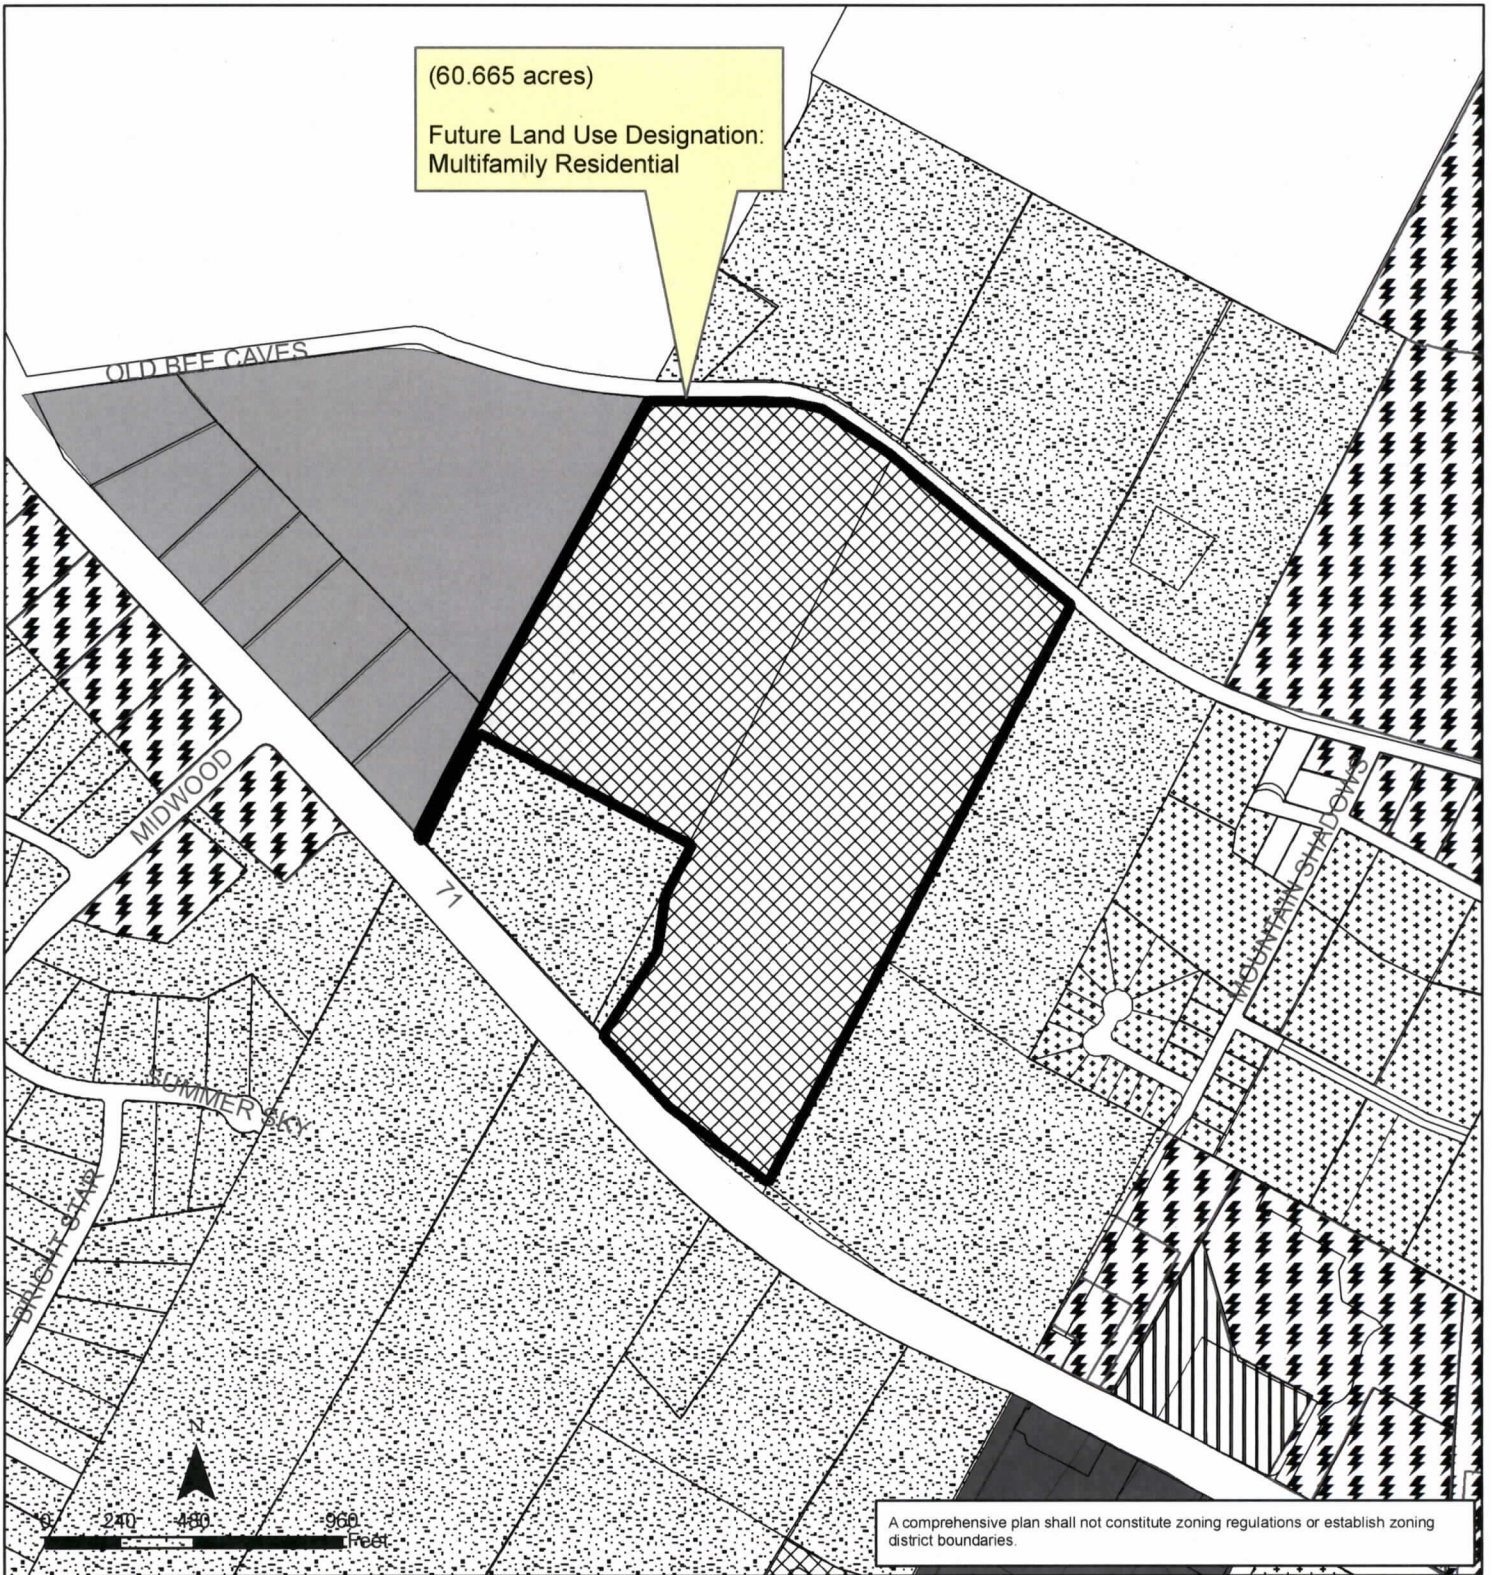 (60.665 acres)
Future Land Use Designation:
Multifamily Residential
OLD BEE CAVES
MIDWOOD
71
MOUNTAIN SHADOWS
SUMMER SKY
BRIGHT STAR
N
0 240 480 960
Feet
A comprehensive plan shall not constitute zoning regulations or establish zoning
district boundaries.